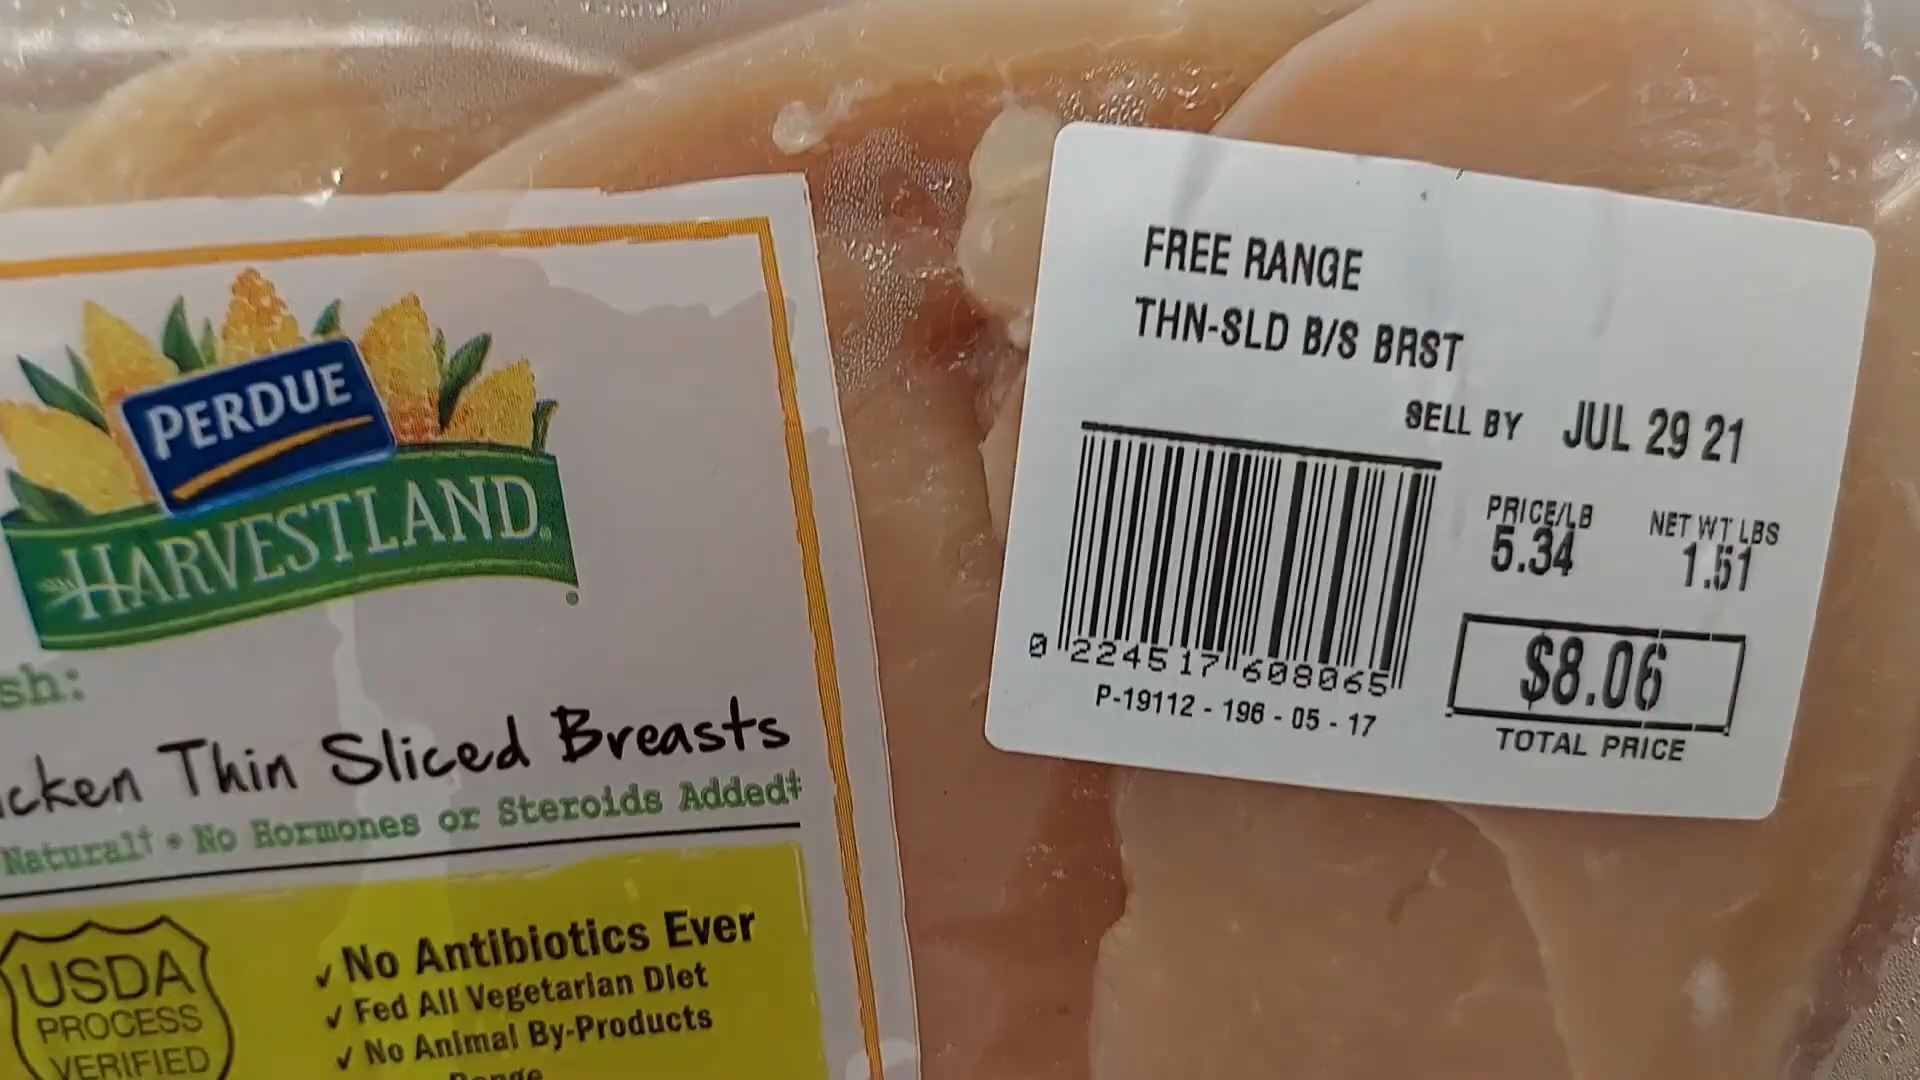 PERDUE
HARVESTLAND
sh:
icken Thin Sliced Breasts
Natural† • No Hormones or Steroids Added‡
USDA
PROCESS
VERIFIED
✓ No Antibiotics Ever
✓ Fed All Vegetarian Diet
✓ No Animal By-Products
Range
FREE RANGE
THN-SLD B/S BRST
SELL BY JUL 29 21
PRICE/LB NET WT LBS
5.34 1.51
$8.06
TOTAL PRICE
0 224517 608065
P-19112 - 196 - 05 - 17